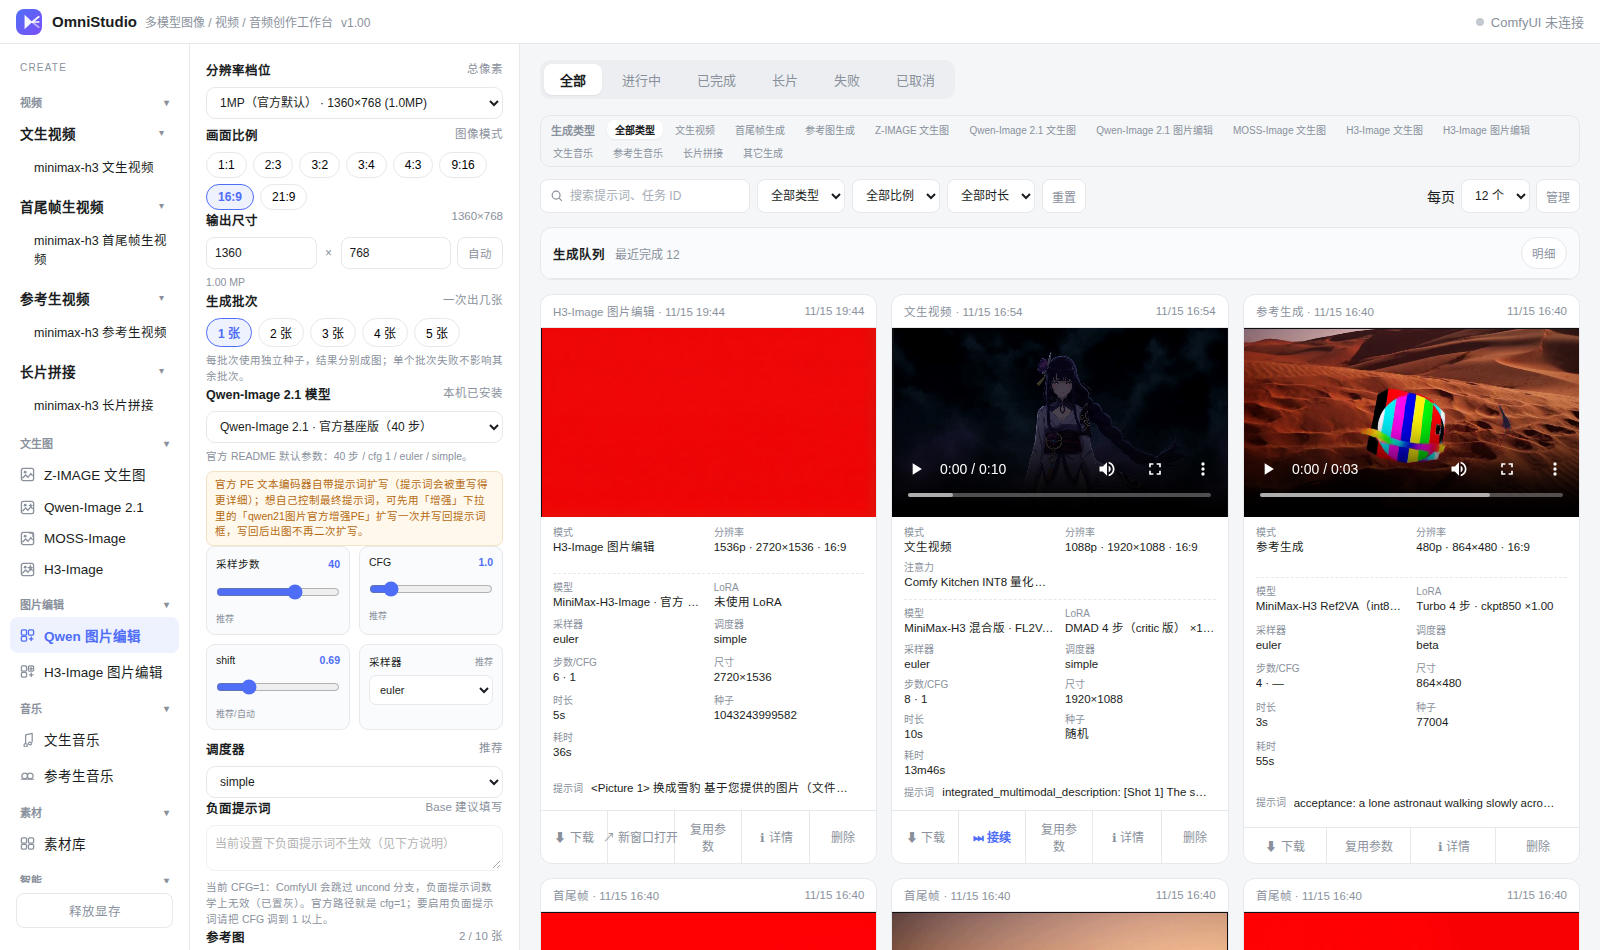 OmniStudio 多模型图像 / 视频 / 音频创作工作台 v1.00
ComfyUI 未连接
CREATE
视频
文生视频
minimax-h3 文生视频
首尾帧生视频
minimax-h3 首尾帧生视
频
参考生视频
minimax-h3 参考生视频
长片拼接
minimax-h3 长片拼接
文生图
Z-IMAGE 文生图
Qwen-Image 2.1
MOSS-Image
H3-Image
图片编辑
Qwen 图片编辑
H3-Image 图片编辑
音乐
文生音乐
参考生音乐
素材
素材库
智能
释放显存
分辨率档位 总像素
1MP（官方默认） · 1360×768 (1.0MP)
画面比例 图像模式
1:1 2:3 3:2 3:4 4:3 9:16
16:9 21:9
输出尺寸 1360×768
1360 × 768 自动
1.00 MP
生成批次 一次出几张
1 张 2 张 3 张 4 张 5 张
每批次使用独立种子，结果分别成图；单个批次失败不影响其
余批次。
Qwen-Image 2.1 模型 本机已安装
Qwen-Image 2.1 · 官方基座版（40 步）
官方 README 默认参数：40 步 / cfg 1 / euler / simple。
官方 PE 文本编码器自带提示词扩写（提示词会被重写得
更详细）；想自己控制最终提示词，可先用「增强」下拉
里的「qwen21图片官方增强PE」扩写一次并写回提示词
框，写回后出图不再二次扩写。
采样步数 40
推荐
CFG 1.0
推荐
shift 0.69
推荐/自动
采样器 推荐
euler
调度器 推荐
simple
负面提示词 Base 建议填写
当前设置下负面提示词不生效（见下方说明）
当前 CFG=1：ComfyUI 会跳过 uncond 分支，负面提示词数
学上无效（已置灰）。官方路径就是 cfg=1；要启用负面提示
词请把 CFG 调到 1 以上。
参考图 2 / 10 张
全部 进行中 已完成 长片 失败 已取消
生成类型 全部类型 文生视频 首尾帧生成 参考图生成 Z-IMAGE 文生图 Qwen-Image 2.1 文生图 Qwen-Image 2.1 图片编辑 MOSS-Image 文生图 H3-Image 文生图 H3-Image 图片编辑
文生音乐 参考生音乐 长片拼接 其它生成
搜索提示词、任务 ID 全部类型 全部比例 全部时长 重置 每页 12 个 管理
生成队列 最近完成 12 明细
H3-Image 图片编辑 · 11/15 19:44 11/15 19:44
模式 分辨率
H3-Image 图片编辑 1536p · 2720×1536 · 16:9
模型 LoRA
MiniMax-H3-Image · 官方 … 未使用 LoRA
采样器 调度器
euler simple
步数/CFG 尺寸
6 · 1 2720×1536
时长 种子
5s 1043243999582
耗时
36s
提示词 <Picture 1> 换成雪豹 基于您提供的图片（文件…
下载 ↗ 新窗口打开 复用参
数 详情 删除
文生视频 · 11/15 16:54 11/15 16:54
0:00 / 0:10
模式 分辨率
文生视频 1088p · 1920×1088 · 16:9
注意力
Comfy Kitchen INT8 量化…
模型 LoRA
MiniMax-H3 混合版 · FL2V… DMAD 4 步（critic 版） ×1…
采样器 调度器
euler simple
步数/CFG 尺寸
8 · 1 1920×1088
时长 种子
10s 随机
耗时
13m46s
提示词 integrated_multimodal_description: [Shot 1] The s…
下载 接续 复用参
数 详情 删除
参考生成 · 11/15 16:40 11/15 16:40
0:00 / 0:03
模式 分辨率
参考生成 480p · 864×480 · 16:9
模型 LoRA
MiniMax-H3 Ref2VA（int8… Turbo 4 步 · ckpt850 ×1.00
采样器 调度器
euler beta
步数/CFG 尺寸
4 · — 864×480
时长 种子
3s 77004
耗时
55s
提示词 acceptance: a lone astronaut walking slowly acro…
下载 复用参数 详情 删除
首尾帧 · 11/15 16:40 11/15 16:40
首尾帧 · 11/15 16:40 11/15 16:40
首尾帧 · 11/15 16:40 11/15 16:40